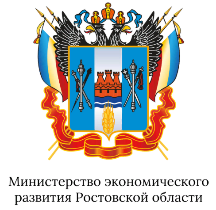 Министерство экономического
развития Ростовской области